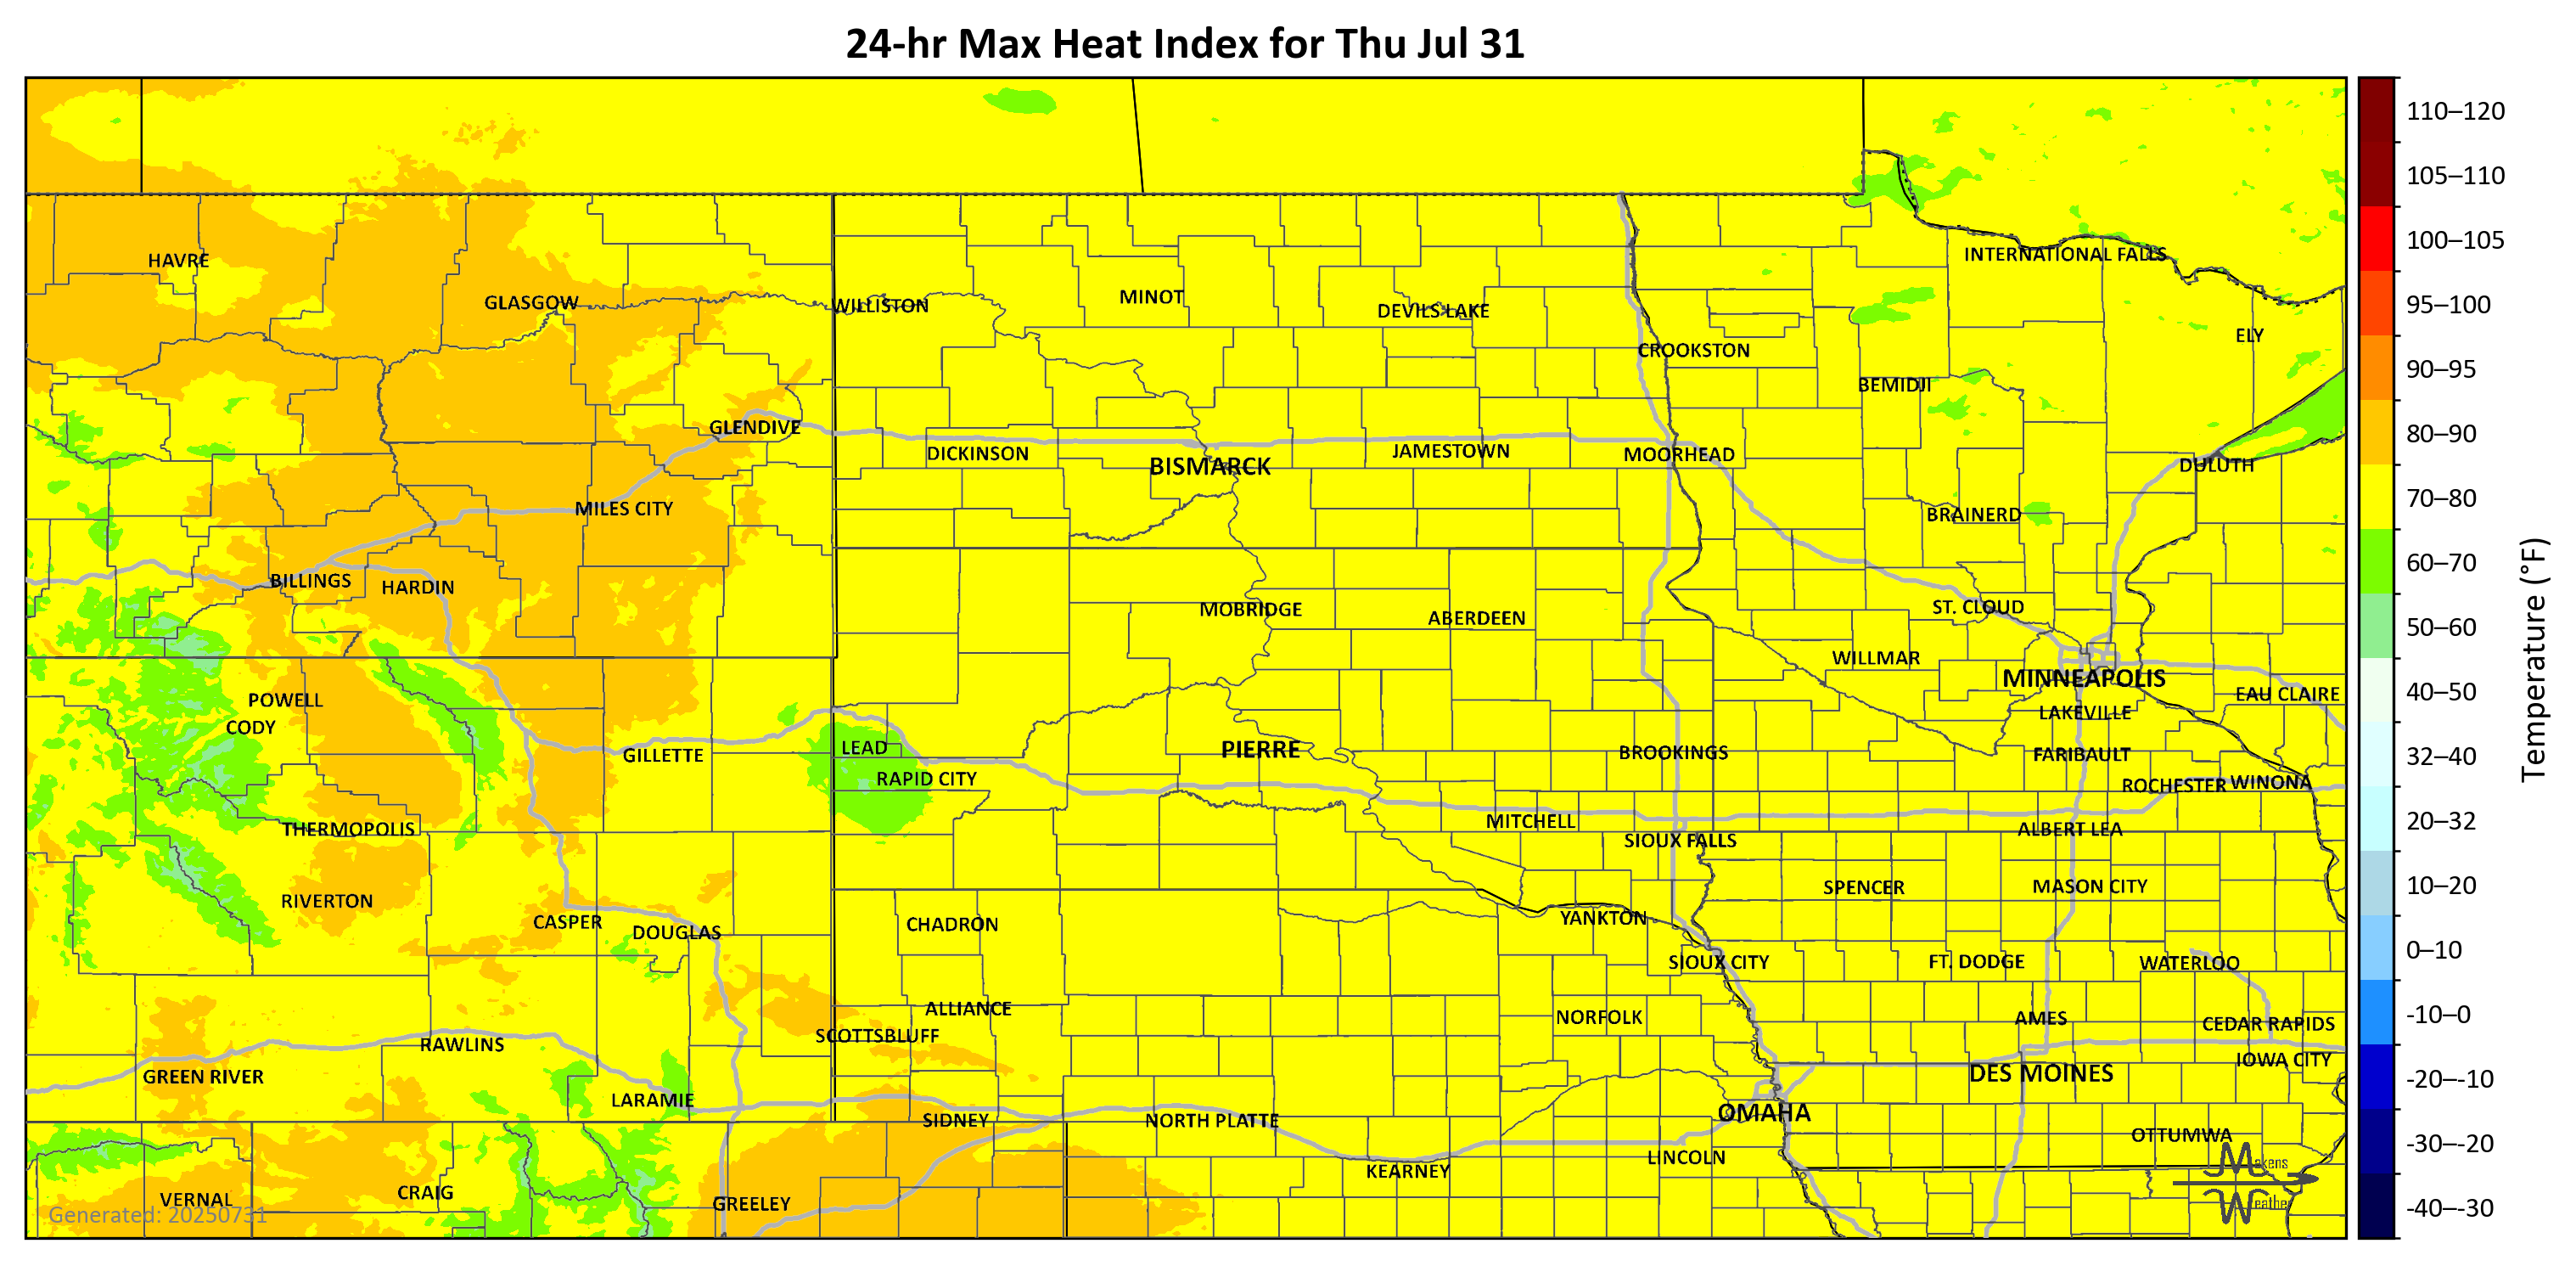 24-hr Max Heat Index for Thu Jul 31
110–120
105–110
100–105
95–100
90–95
80–90
70–80
60–70
50–60
40–50
32–40
20–32
10–20
0–10
-10–0
-20–-10
-30–-20
-40–-30
Temperature (°F)
HAVRE
INTERNATIONAL FALLS
GLASGOW
WILLISTON
MINOT
DEVILS LAKE
ELY
CROOKSTON
BEMIDJI
GLENDIVE
DICKINSON
BISMARCK
JAMESTOWN
MOORHEAD
DULUTH
MILES CITY
BRAINERD
BILLINGS
HARDIN
MOBRIDGE
ABERDEEN
ST. CLOUD
WILLMAR
MINNEAPOLIS
EAU CLAIRE
POWELL
CODY
LAKEVILLE
GILLETTE
LEAD
PIERRE
BROOKINGS
FARIBAULT
RAPID CITY
ROCHESTER
WINONA
THERMOPOLIS
MITCHELL
SIOUX FALLS
ALBERT LEA
RIVERTON
SPENCER
MASON CITY
CASPER
DOUGLAS
CHADRON
YANKTON
SIOUX CITY
FT. DODGE
WATERLOO
ALLIANCE
NORFOLK
AMES
CEDAR RAPIDS
SCOTTSBLUFF
RAWLINS
IOWA CITY
GREEN RIVER
DES MOINES
LARAMIE
SIDNEY
NORTH PLATTE
OMAHA
OTTUMWA
LINCOLN
KEARNEY
VERNAL
CRAIG
GREELEY
Generated: 20250731
Makens
Weather